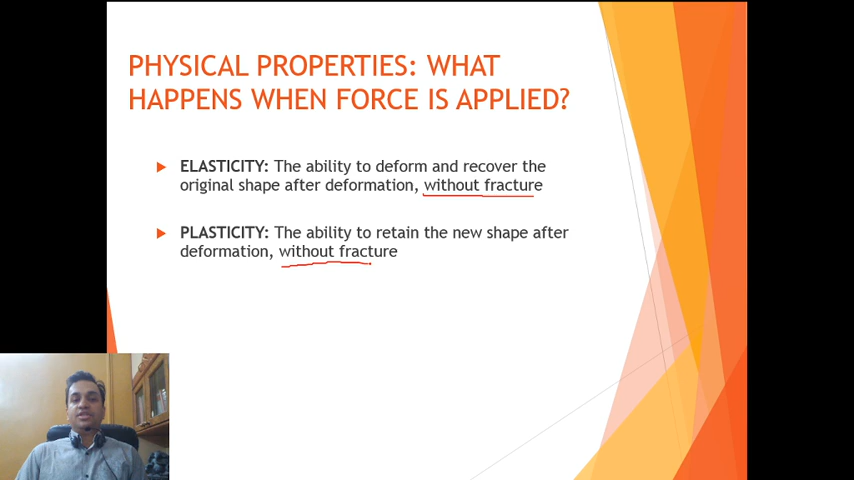 PHYSICAL PROPERTIES: WHAT
HAPPENS WHEN FORCE IS APPLIED?
ELASTICITY: The ability to deform and recover the
original shape after deformation, without fracture
PLASTICITY: The ability to retain the new shape after
deformation, without fracture